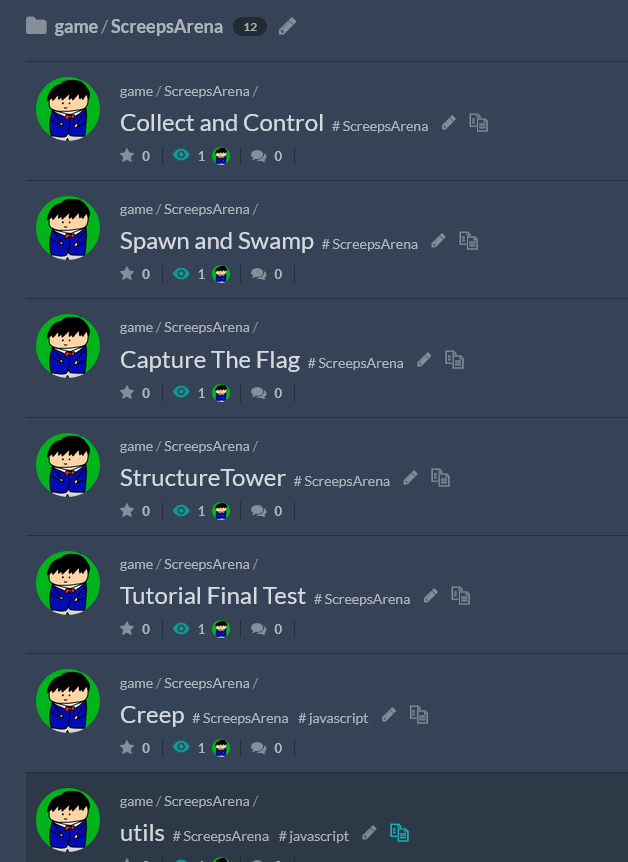 game / ScreepsArena 12
game / ScreepsArena /
Collect and Control # ScreepsArena
0 1 0
game / ScreepsArena /
Spawn and Swamp # ScreepsArena
0 1 0
game / ScreepsArena /
Capture The Flag # ScreepsArena
0 1 0
game / ScreepsArena /
StructureTower # ScreepsArena
0 1 0
game / ScreepsArena /
Tutorial Final Test # ScreepsArena
0 1 0
game / ScreepsArena /
Creep # ScreepsArena # javascript
0 1 0
game / ScreepsArena /
utils # ScreepsArena # javascript